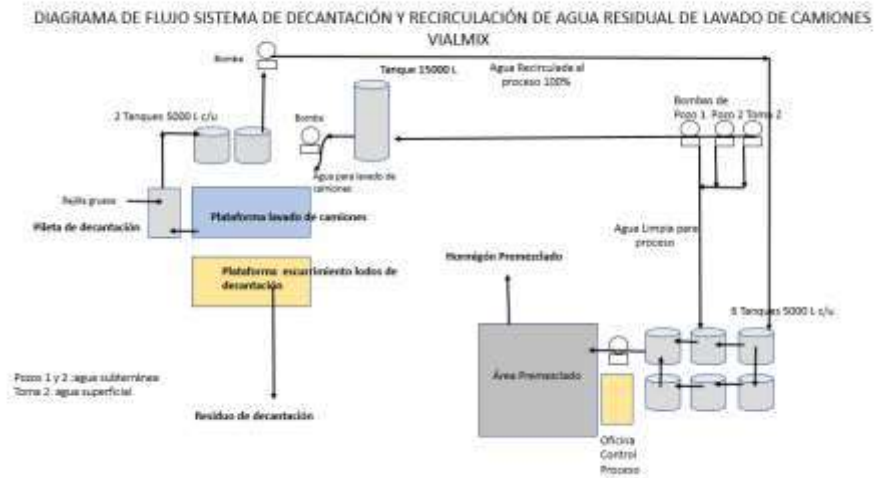 DIAGRAMA DE FLUJO SISTEMA DE DECANTACIÓN Y RECIRCULACIÓN DE AGUA RESIDUAL DE LAVADO DE CAMIONES
VIALMIX
Bomba
Tanque 15000 L
Agua Recirculada al
proceso 100%
2 Tanques 5000 L c/u
Bomba
Bombas de
Pozo 1 Pozo 2 Toma 2
Agua para lavado de
camiones
Rejilla gruesa
Pileta de decantación
Plataforma lavado de camiones
Agua Limpia para
proceso
Plataforma escurrimiento lodos de
decantación
Hormigón Premezclado
6 Tanques 5000 L c/u
Área Premezclado
Pozos 1 y 2: agua subterránea
Toma 2: agua superficial
Residuo de decantación
Oficina
Control
Proceso